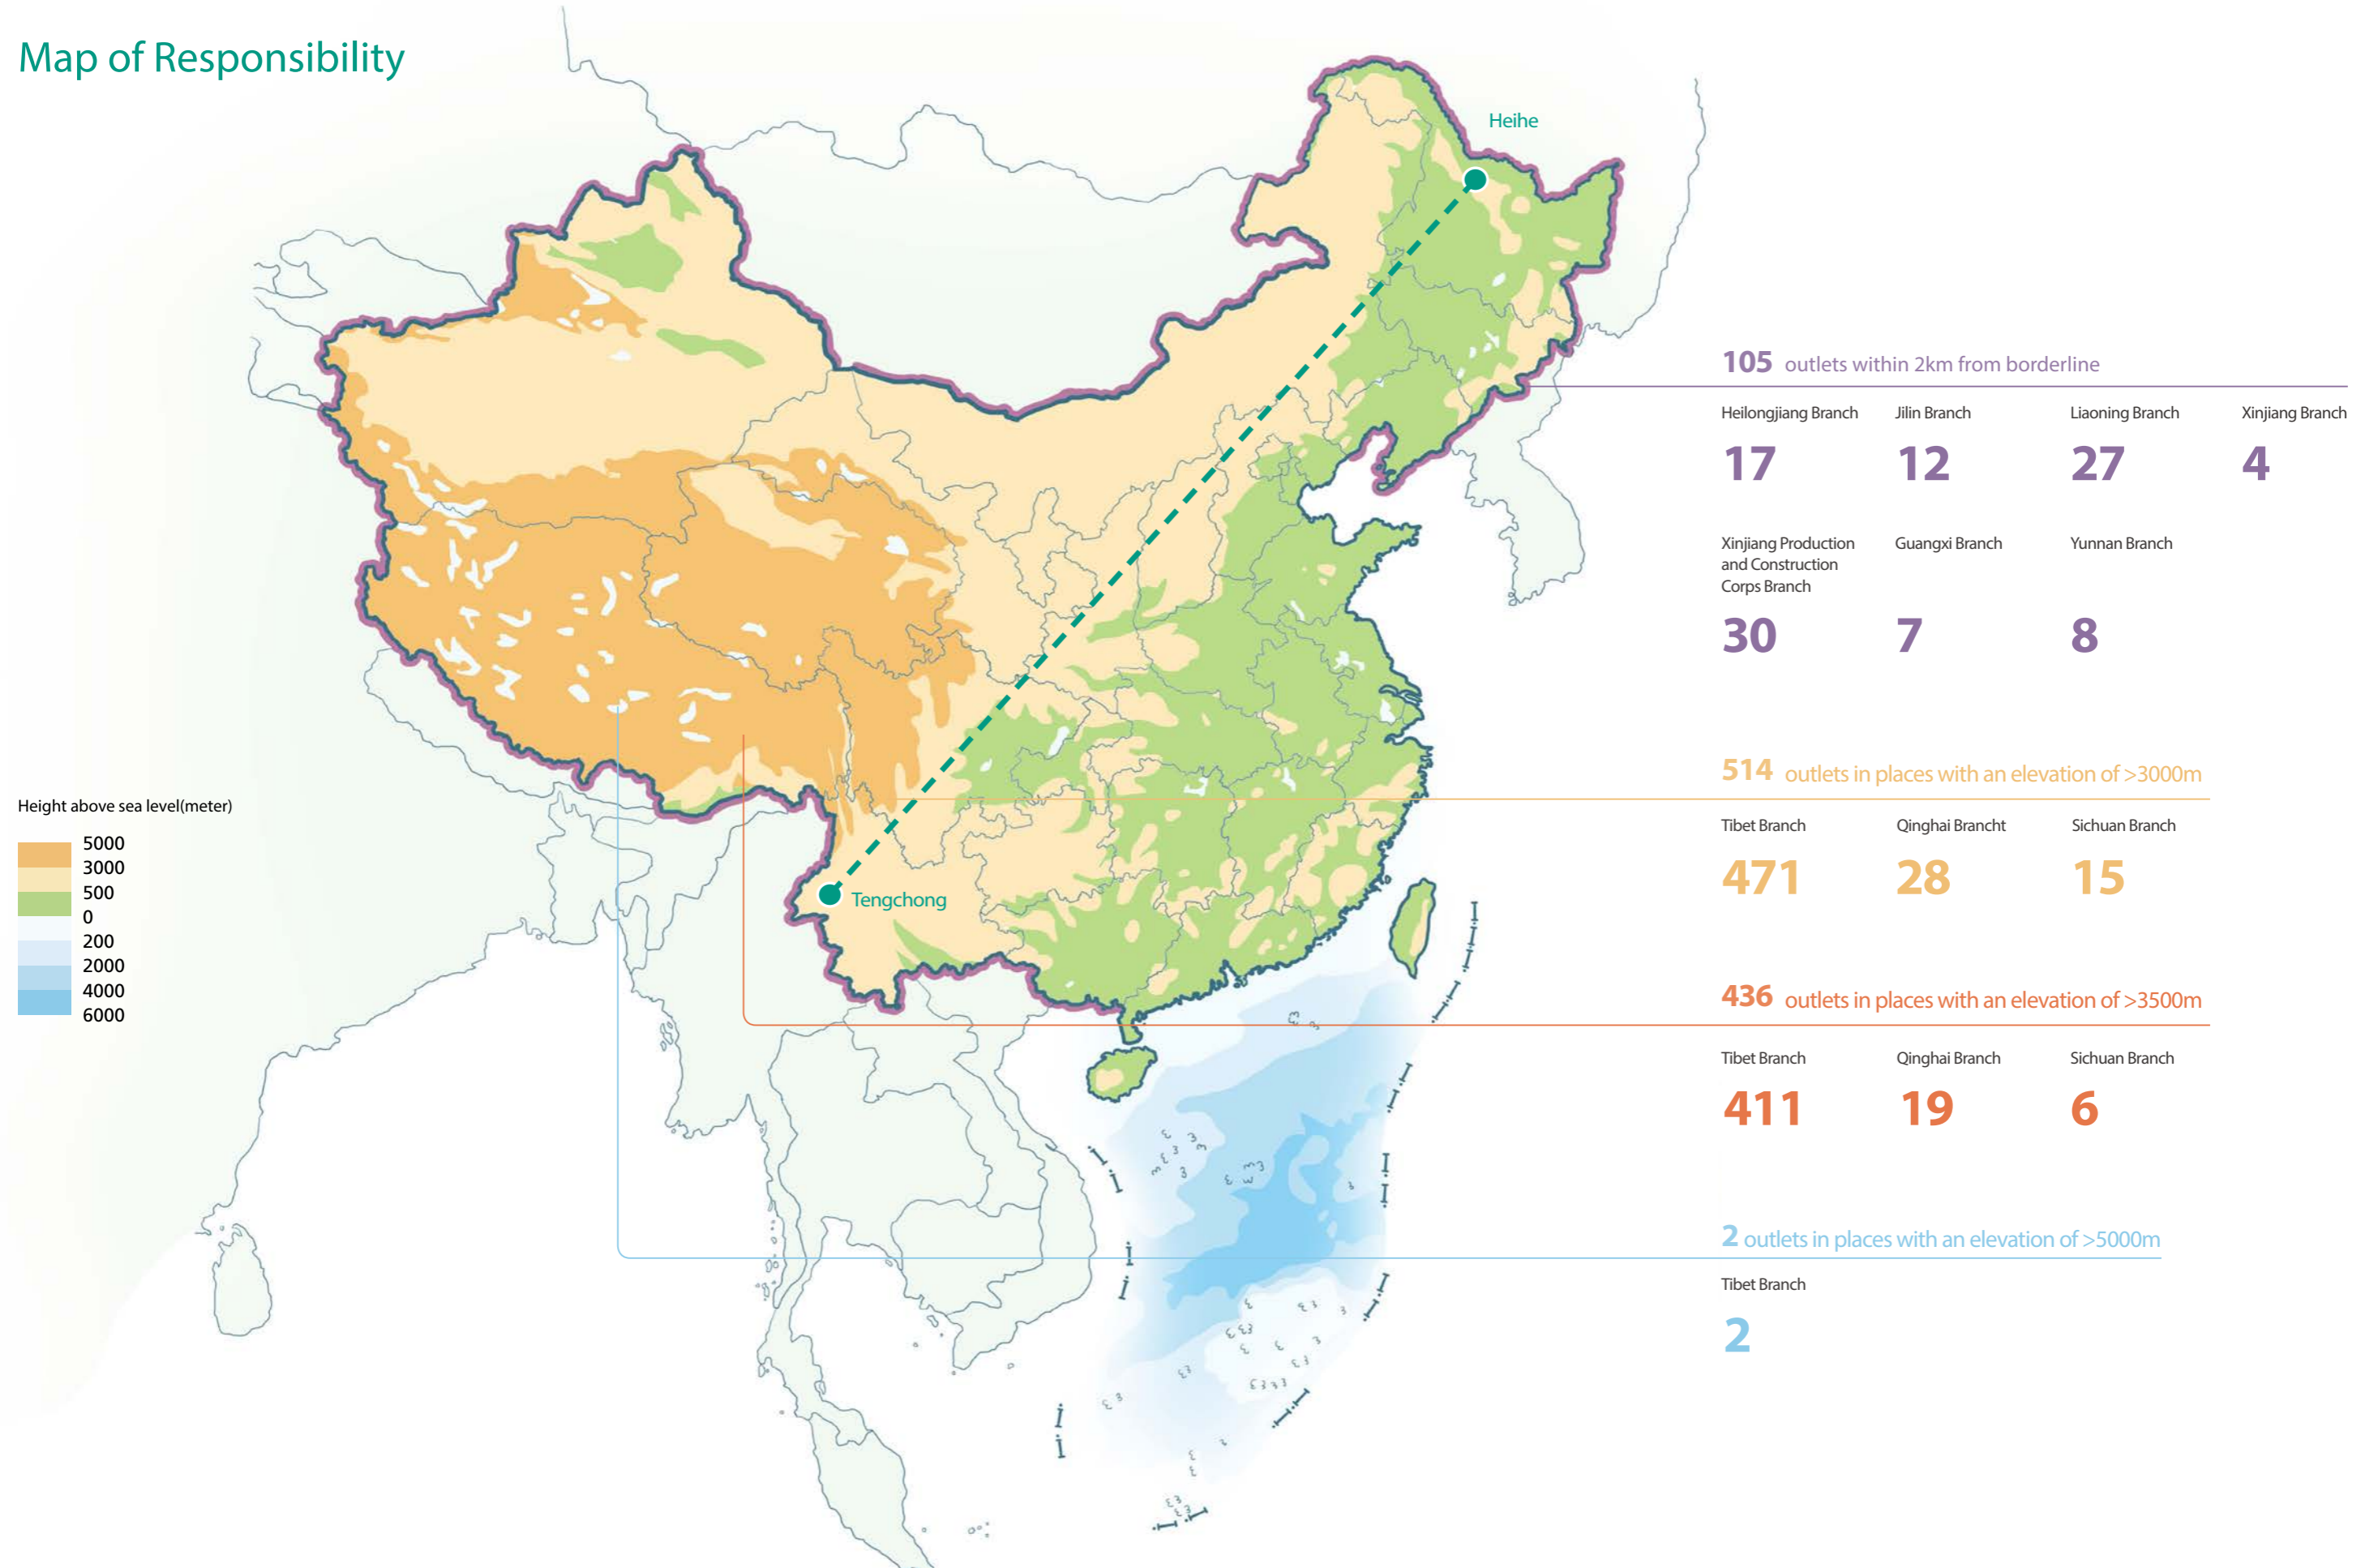 Map of Responsibility
Heihe
Tengchong
Height above sea level(meter)
5000
3000
500
0
200
2000
4000
6000
105 outlets within 2km from borderline
Heilongjiang Branch Jilin Branch Liaoning Branch Xinjiang Branch
17 12 27 4
Xinjiang Production Guangxi Branch Yunnan Branch
and Construction
Corps Branch
30 7 8
514 outlets in places with an elevation of >3000m
Tibet Branch Qinghai Brancht Sichuan Branch
471 28 15
436 outlets in places with an elevation of >3500m
Tibet Branch Qinghai Branch Sichuan Branch
411 19 6
2 outlets in places with an elevation of >5000m
Tibet Branch
2